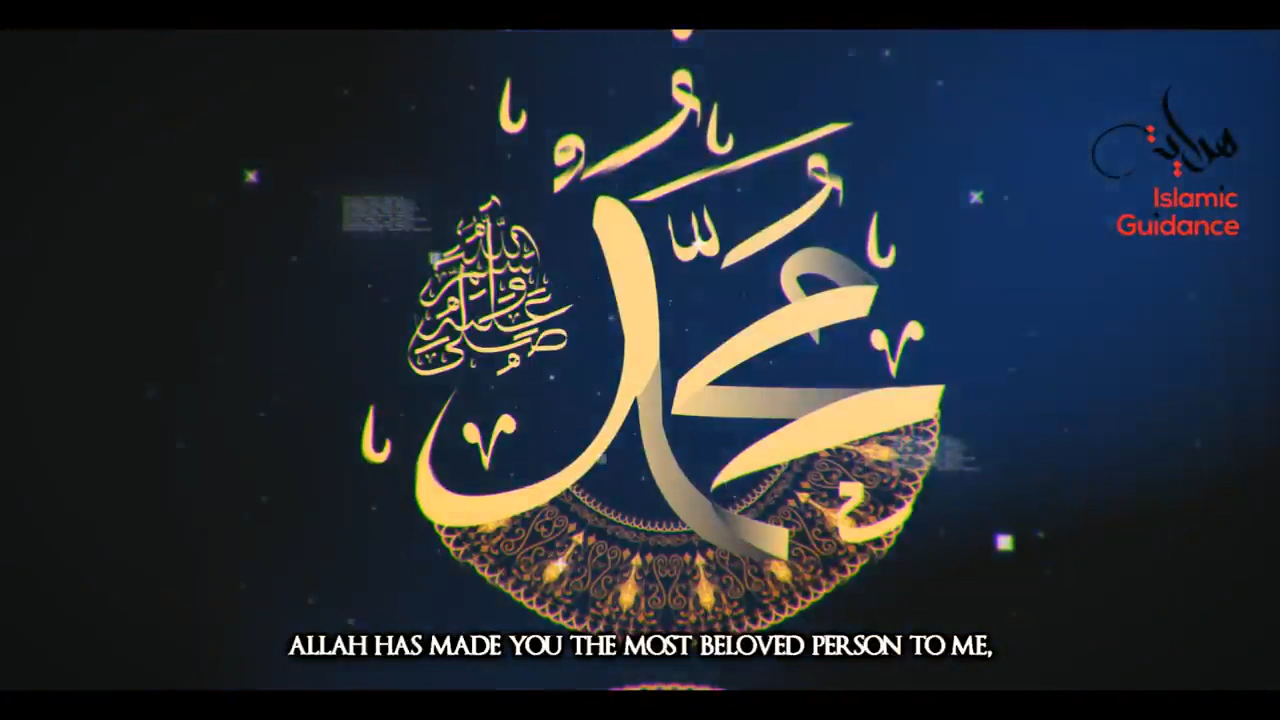 محمد
صلى الله عليه وسلم
هداية
Islamic
Guidance
ALLAH HAS MADE YOU THE MOST BELOVED PERSON TO ME,